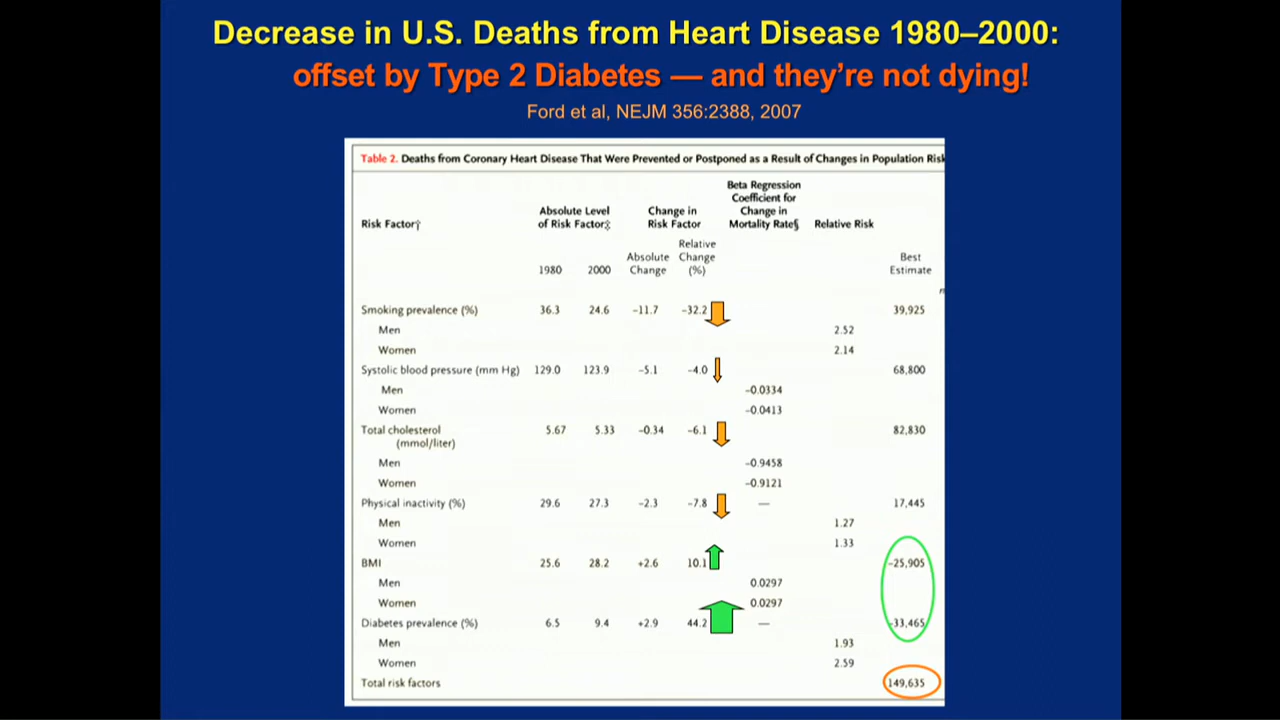 Decrease in U.S. Deaths from Heart Disease 1980–2000:
offset by Type 2 Diabetes — and they're not dying!
Ford et al, NEJM 356:2388, 2007
Table 2. Deaths from Coronary Heart Disease That Were Prevented or Postponed as a Result of Changes in Population Risk
Risk Factor† Absolute Level of Risk Factor‡ Change in Risk Factor Beta Regression Coefficient for Change in Mortality Rate§ Relative Risk
1980 2000 Absolute Change Relative Change (%) Best Estimate
Smoking prevalence (%) 36.3 24.6 −11.7 −32.2 39,925
Men 2.52
Women 2.14
Systolic blood pressure (mm Hg) 129.0 123.9 −5.1 −4.0 68,800
Men −0.0334
Women −0.0413
Total cholesterol (mmol/liter) 5.67 5.33 −0.34 −6.1 82,830
Men −0.9458
Women −0.9121
Physical inactivity (%) 29.6 27.3 −2.3 −7.8 — 17,445
Men 1.27
Women 1.33
BMI 25.6 28.2 +2.6 10.1 −25,905
Men 0.0297
Women 0.0297
Diabetes prevalence (%) 6.5 9.4 +2.9 44.2 — −33,465
Men 1.93
Women 2.59
Total risk factors 149,635